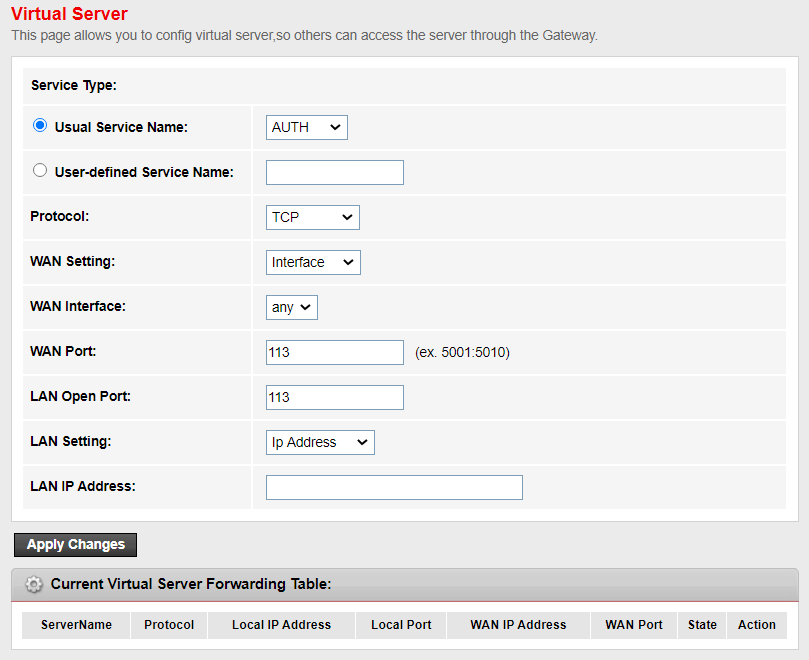 Virtual Server
This page allows you to config virtual server,so others can access the server through the Gateway.
Service Type:
Usual Service Name: AUTH
User-defined Service Name:
Protocol: TCP
WAN Setting: Interface
WAN Interface: any
WAN Port: 113 (ex. 5001:5010)
LAN Open Port: 113
LAN Setting: Ip Address
LAN IP Address:
Apply Changes
Current Virtual Server Forwarding Table:
ServerName Protocol Local IP Address Local Port WAN IP Address WAN Port State Action